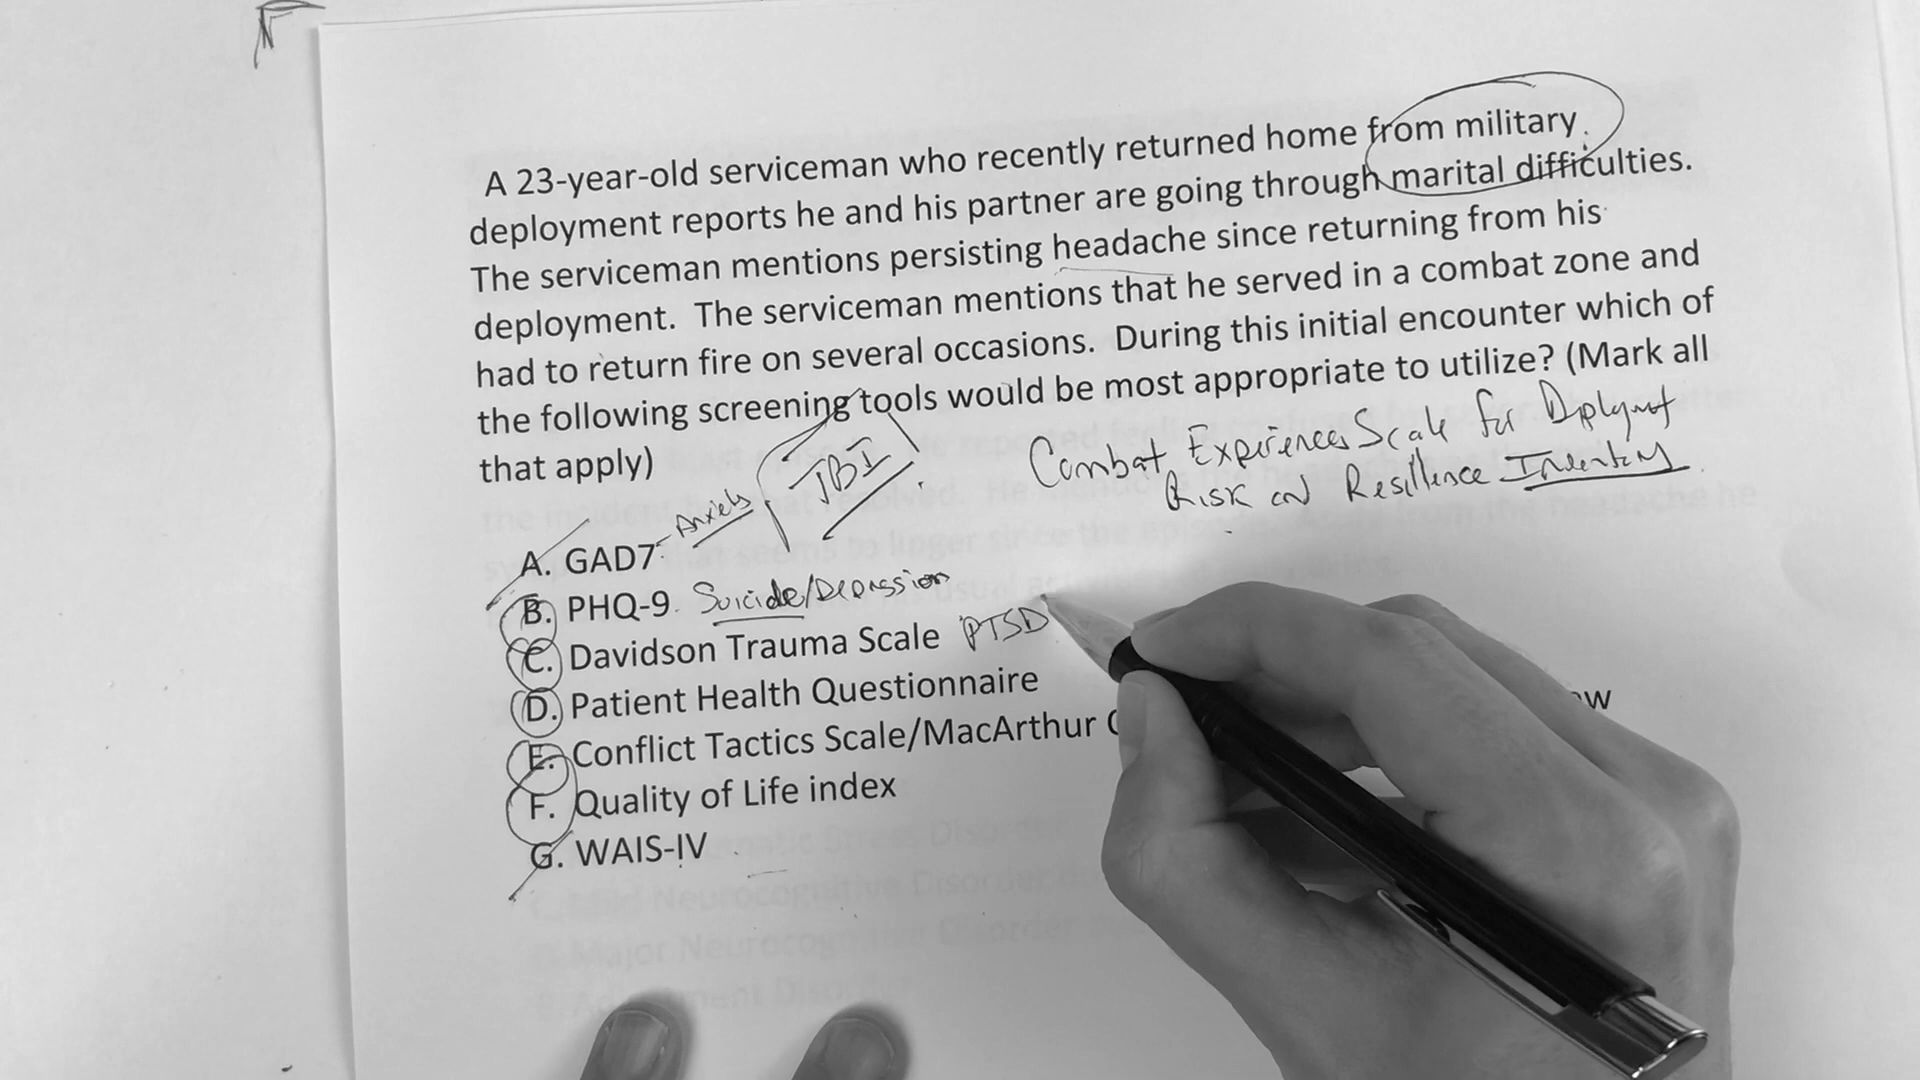 A 23-year-old serviceman who recently returned home from military
deployment reports he and his partner are going through marital difficulties.
The serviceman mentions persisting headache since returning from his
deployment. The serviceman mentions that he served in a combat zone and
had to return fire on several occasions. During this initial encounter which of
the following screening tools would be most appropriate to utilize? (Mark all
that apply)
Combat Experiences Scale for Deployment
Risk and Resilience Inventory
TBI
A. GAD7 - Anxiety
B. PHQ-9. Suicide/Depression
C. Davidson Trauma Scale PTSD
D. Patient Health Questionnaire
E. Conflict Tactics Scale/MacArthur
F. Quality of Life index
G. WAIS-IV